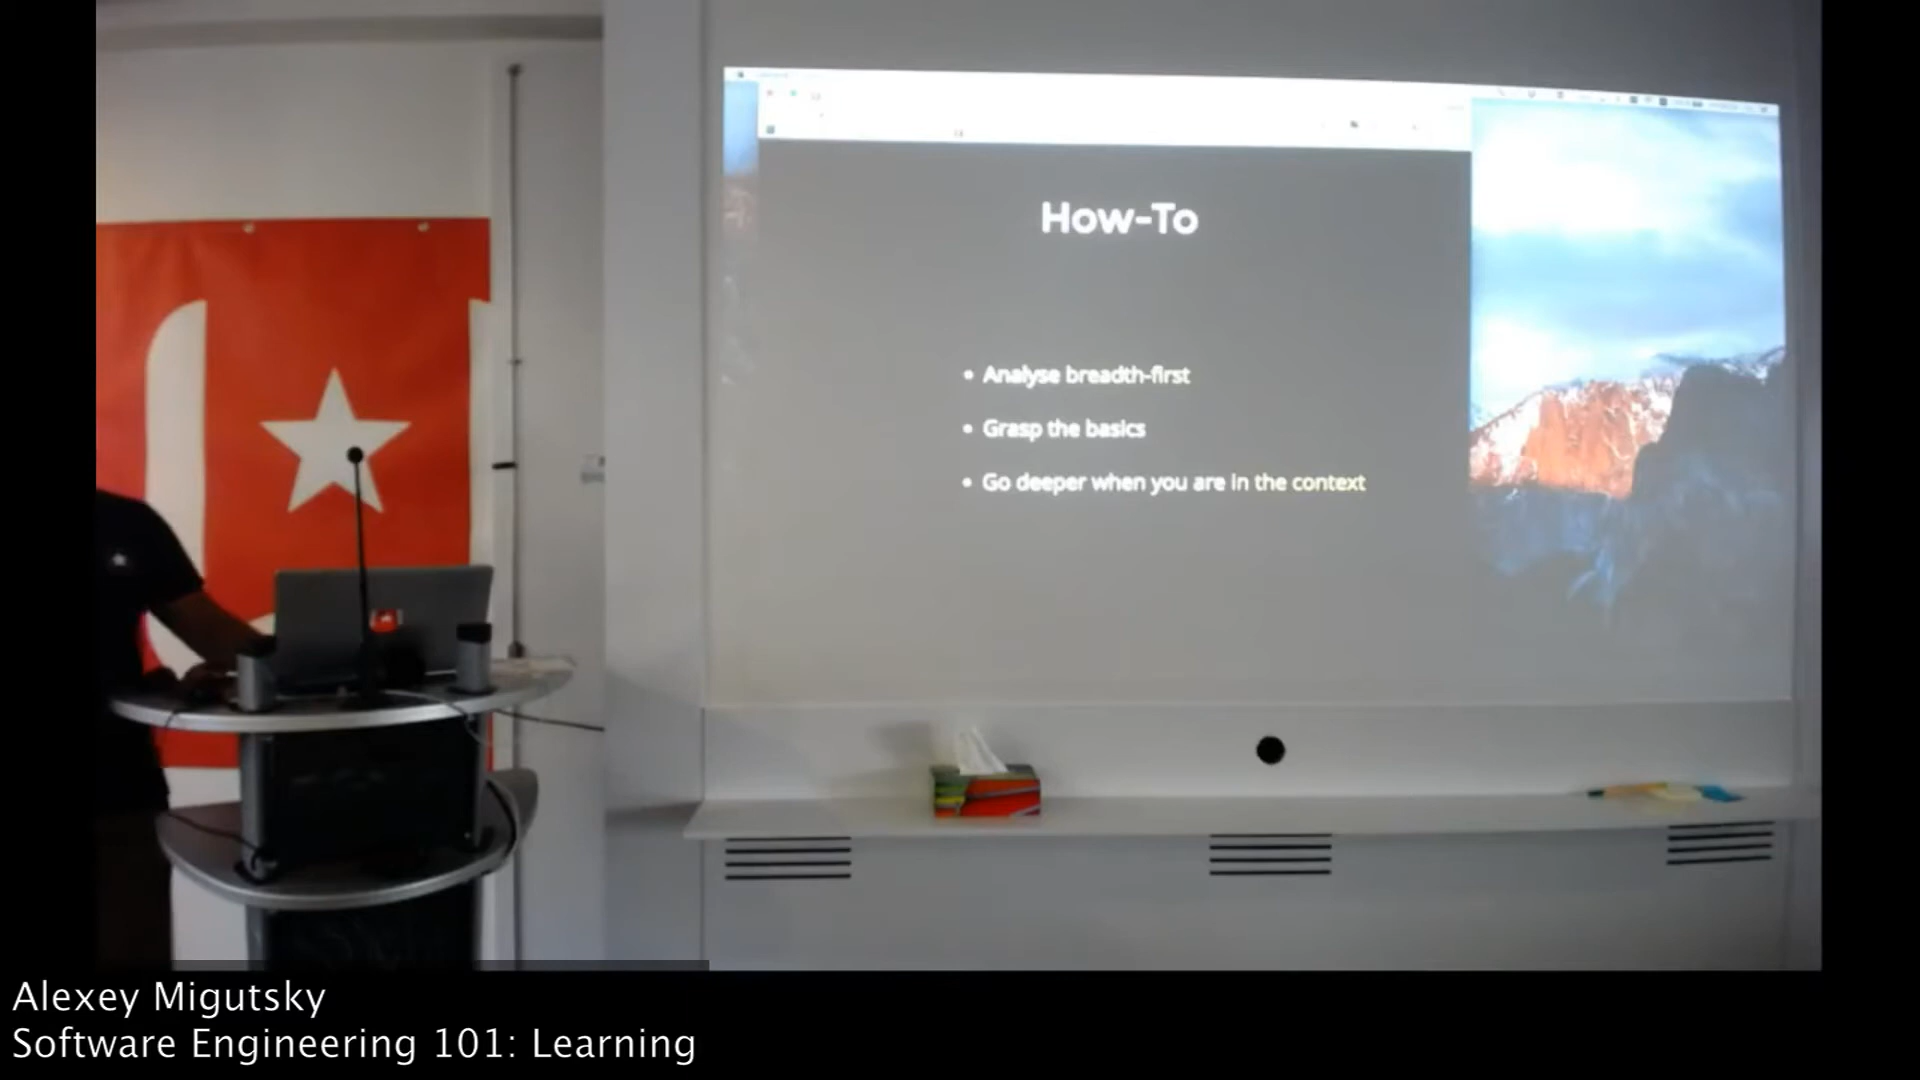 How-To
• Analyse breadth-first
• Grasp the basics
• Go deeper when you are in the context
Alexey Migutsky
Software Engineering 101: Learning